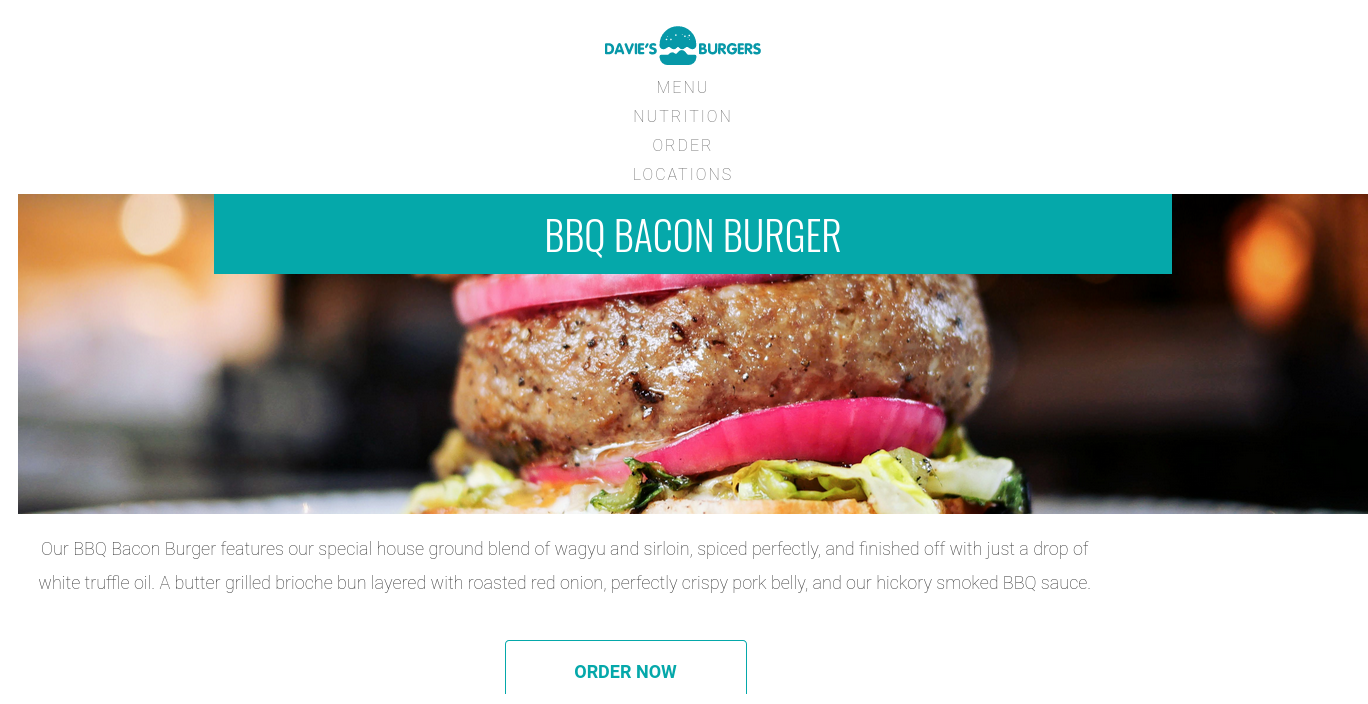 DAVIE'S BURGERS
MENU
NUTRITION
ORDER
LOCATIONS
BBQ BACON BURGER
Our BBQ Bacon Burger features our special house ground blend of wagyu and sirloin, spiced perfectly, and finished off with just a drop of
white truffle oil. A butter grilled brioche bun layered with roasted red onion, perfectly crispy pork belly, and our hickory smoked BBQ sauce.
ORDER NOW